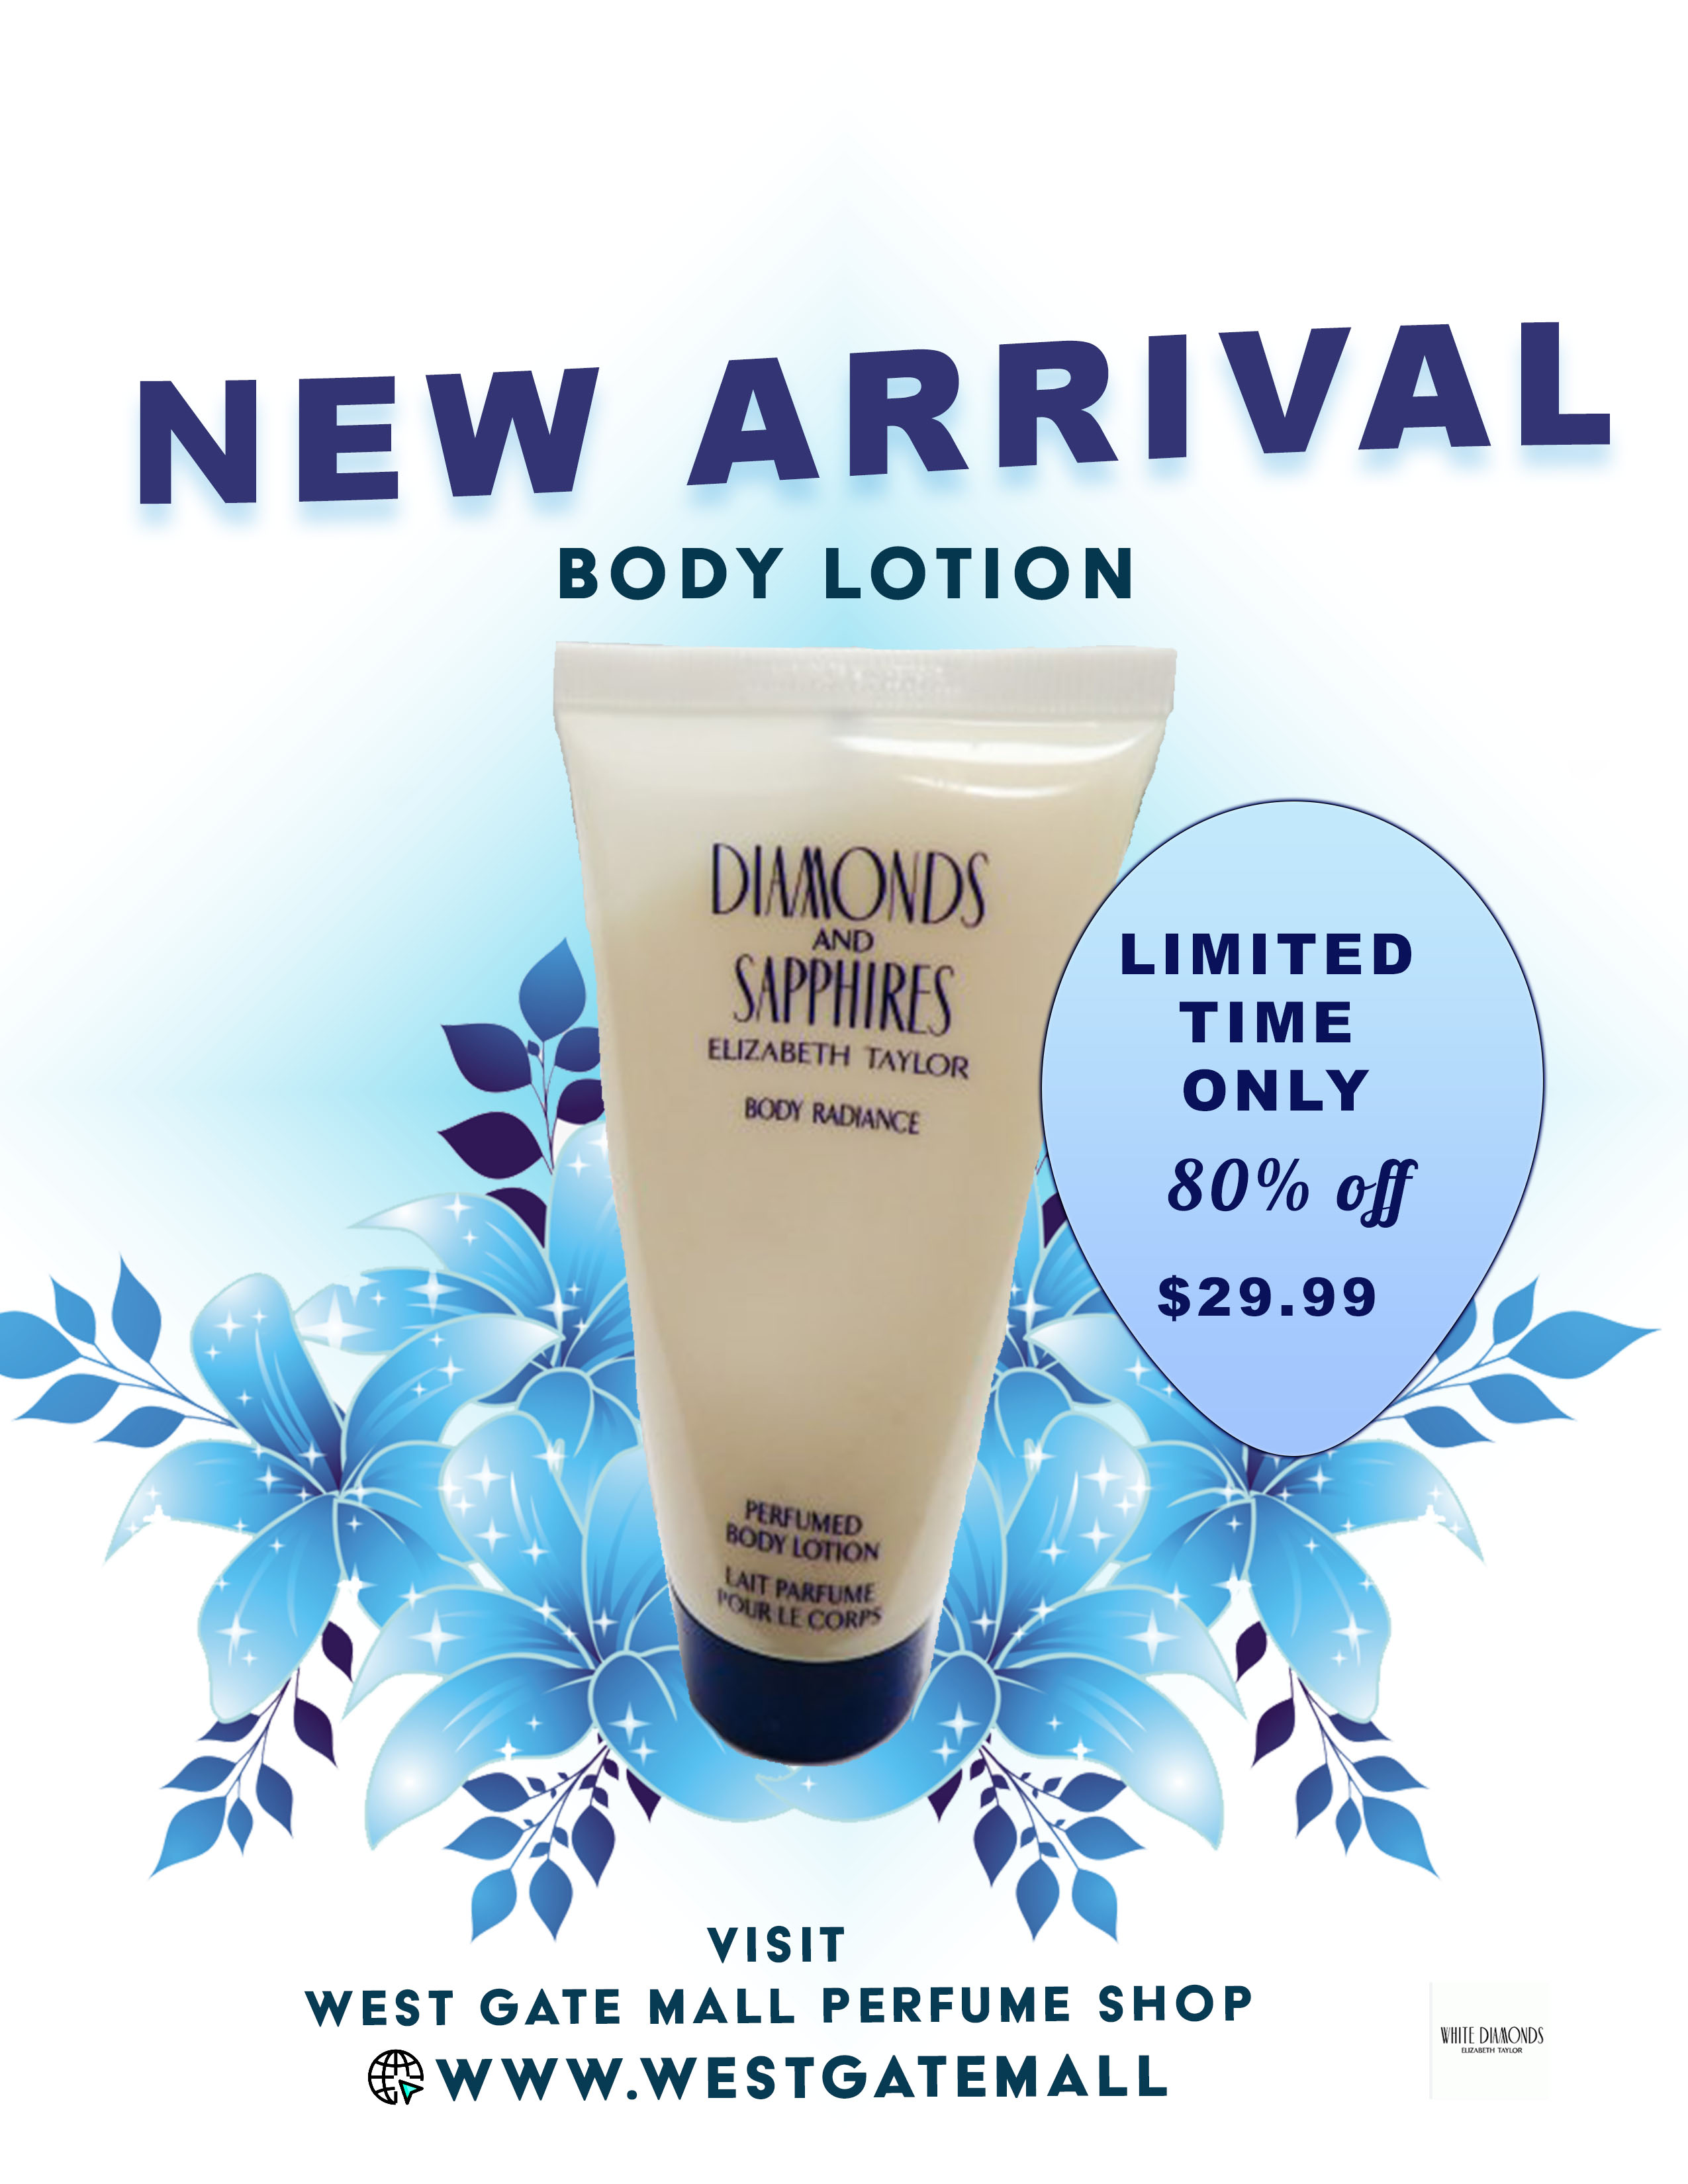 NEW ARRIVAL
BODY LOTION
DIAMONDS
AND
SAPPHIRES
ELIZABETH TAYLOR
BODY RADIANCE
PERFUMED
BODY LOTION
LAIT PARFUME
POUR LE CORPS
LIMITED
TIME
ONLY
80% off
$29.99
VISIT
WEST GATE MALL PERFUME SHOP
WWW.WESTGATEMALL
WHITE DIAMONDS
ELIZABETH TAYLOR